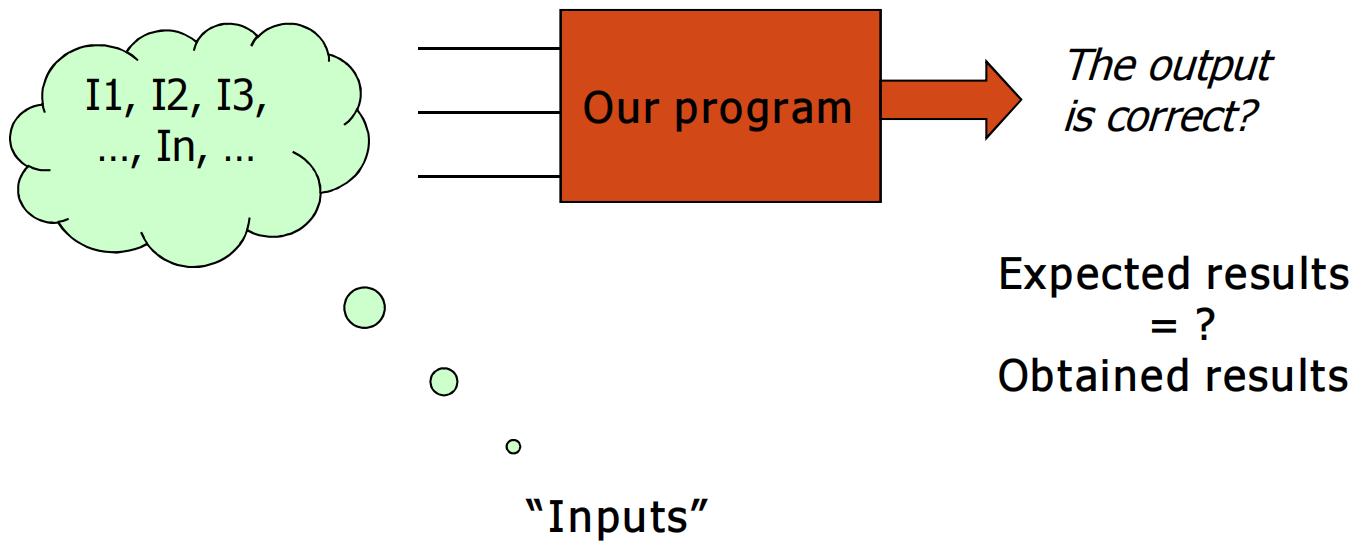 I1, I2, I3,
…, In, …
Our program
The output
is correct?
Expected results
= ?
Obtained results
“Inputs”